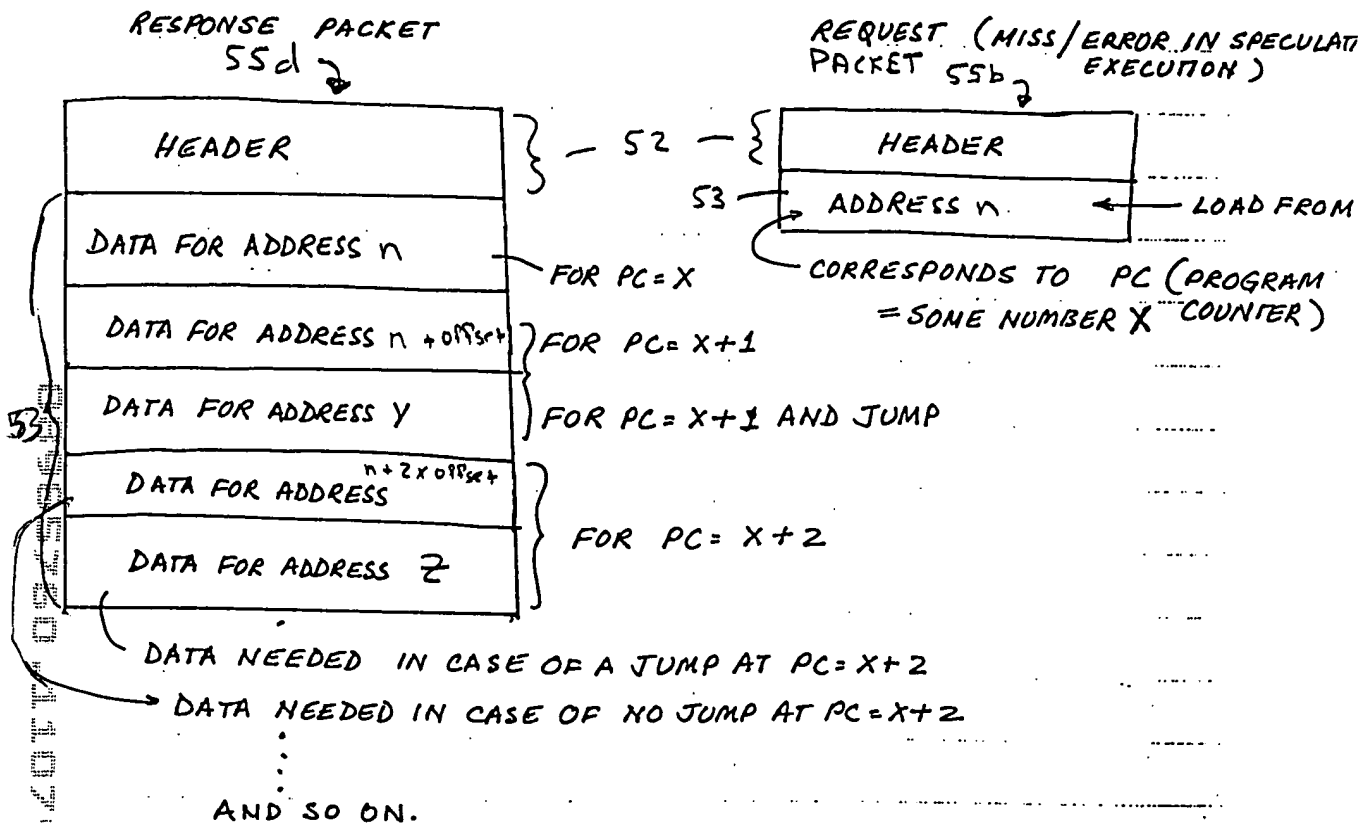 RESPONSE PACKET
55d
HEADER
52
DATA FOR ADDRESS n
FOR PC = X
DATA FOR ADDRESS n + offset
FOR PC = X+1
DATA FOR ADDRESS Y
FOR PC = X+1 AND JUMP
53
DATA FOR ADDRESS n + 2 x offset
DATA FOR ADDRESS Z
FOR PC = X+2
DATA NEEDED IN CASE OF A JUMP AT PC = X+2
DATA NEEDED IN CASE OF NO JUMP AT PC = X+2
AND SO ON.
REQUEST (MISS/ERROR IN SPECULATI
PACKET 55b EXECUTION)
HEADER
53
ADDRESS n.
LOAD FROM
CORRESPONDS TO PC (PROGRAM
= SOME NUMBER X COUNTER)